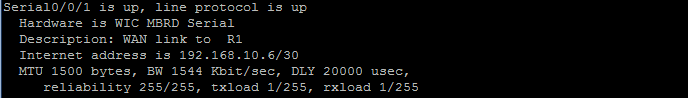 Serial0/0/1 is up, line protocol is up
Hardware is WIC MBRD Serial
Description: WAN link to  R1
Internet address is 192.168.10.6/30
MTU 1500 bytes, BW 1544 Kbit/sec, DLY 20000 usec,
reliability 255/255, txload 1/255, rxload 1/255